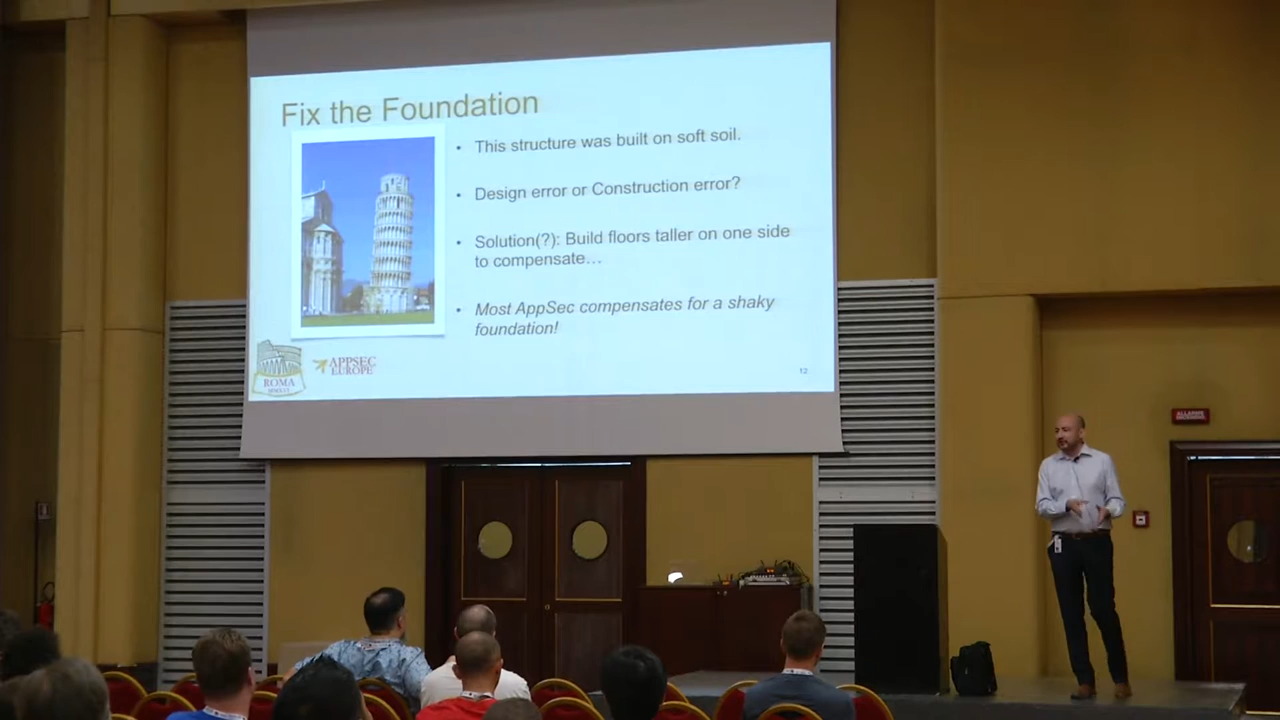 Fix the Foundation
• This structure was built on soft soil.
• Design error or Construction error?
• Solution(?): Build floors taller on one side
to compensate…
• Most AppSec compensates for a shaky
foundation!
ROMA
APPSEC
EUROPE
12
ALLARME